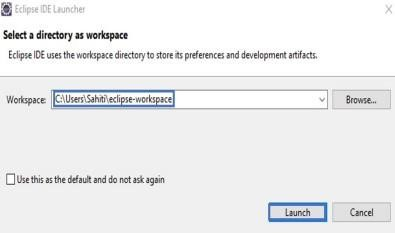 Eclipse IDE Launcher
Select a directory as workspace
Eclipse IDE uses the workspace directory to store its preferences and development artifacts.
Workspace: C:\Users\Sahiti\eclipse-workspace Browse...
Use this as the default and do not ask again
Launch Cancel